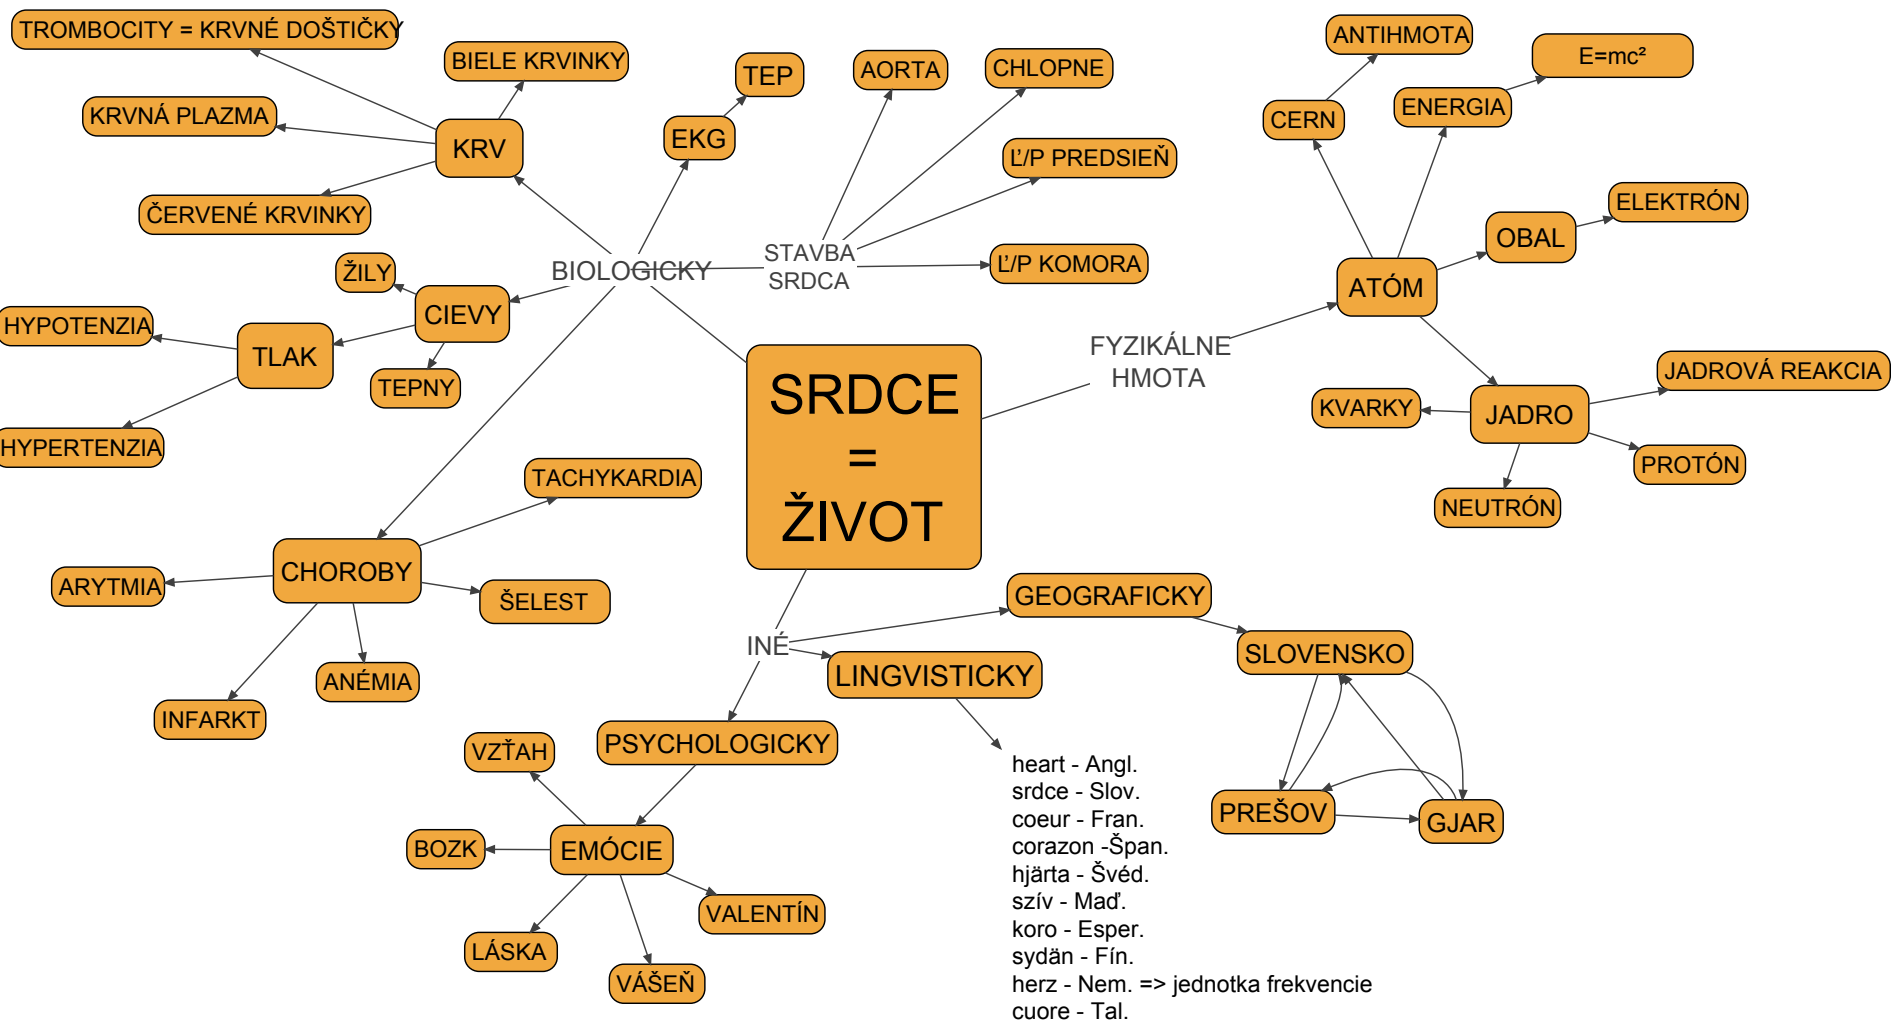 TROMBOCITY = KRVNÉ DOŠTIČKY
BIELE KRVINKY
KRVNÁ PLAZMA
KRV
ČERVENÉ KRVINKY
TEP
EKG
AORTA
CHLOPNE
Ľ/P PREDSIEŇ
Ľ/P KOMORA
STAVBA
SRDCA
BIOLOGICKY
ŽILY
CIEVY
TEPNY
TLAK
HYPOTENZIA
HYPERTENZIA
TACHYKARDIA
CHOROBY
ARYTMIA
ŠELEST
ANÉMIA
INFARKT
SRDCE
=
ŽIVOT
FYZIKÁLNE
HMOTA
ANTIHMOTA
E=mc²
CERN
ENERGIA
ELEKTRÓN
OBAL
ATÓM
JADROVÁ REAKCIA
KVARKY
JADRO
PROTÓN
NEUTRÓN
INÉ
GEOGRAFICKY
SLOVENSKO
PREŠOV
GJAR
LINGVISTICKY
heart - Angl.
srdce - Slov.
coeur - Fran.
corazon -Špan.
hjärta - Švéd.
szív - Maď.
koro - Esper.
sydän - Fín.
herz - Nem. => jednotka frekvencie
cuore - Tal.
PSYCHOLOGICKY
VZŤAH
BOZK
EMÓCIE
VALENTÍN
LÁSKA
VÁŠEŇ